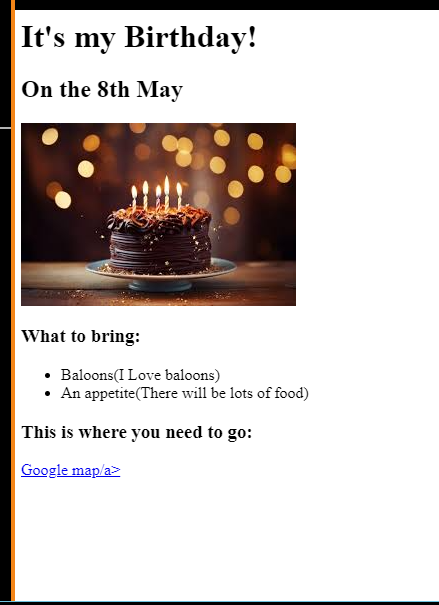 It's my Birthday!
On the 8th May
What to bring:
Baloons(I Love baloons)
An appetite(There will be lots of food)
This is where you need to go:
Google map/a>